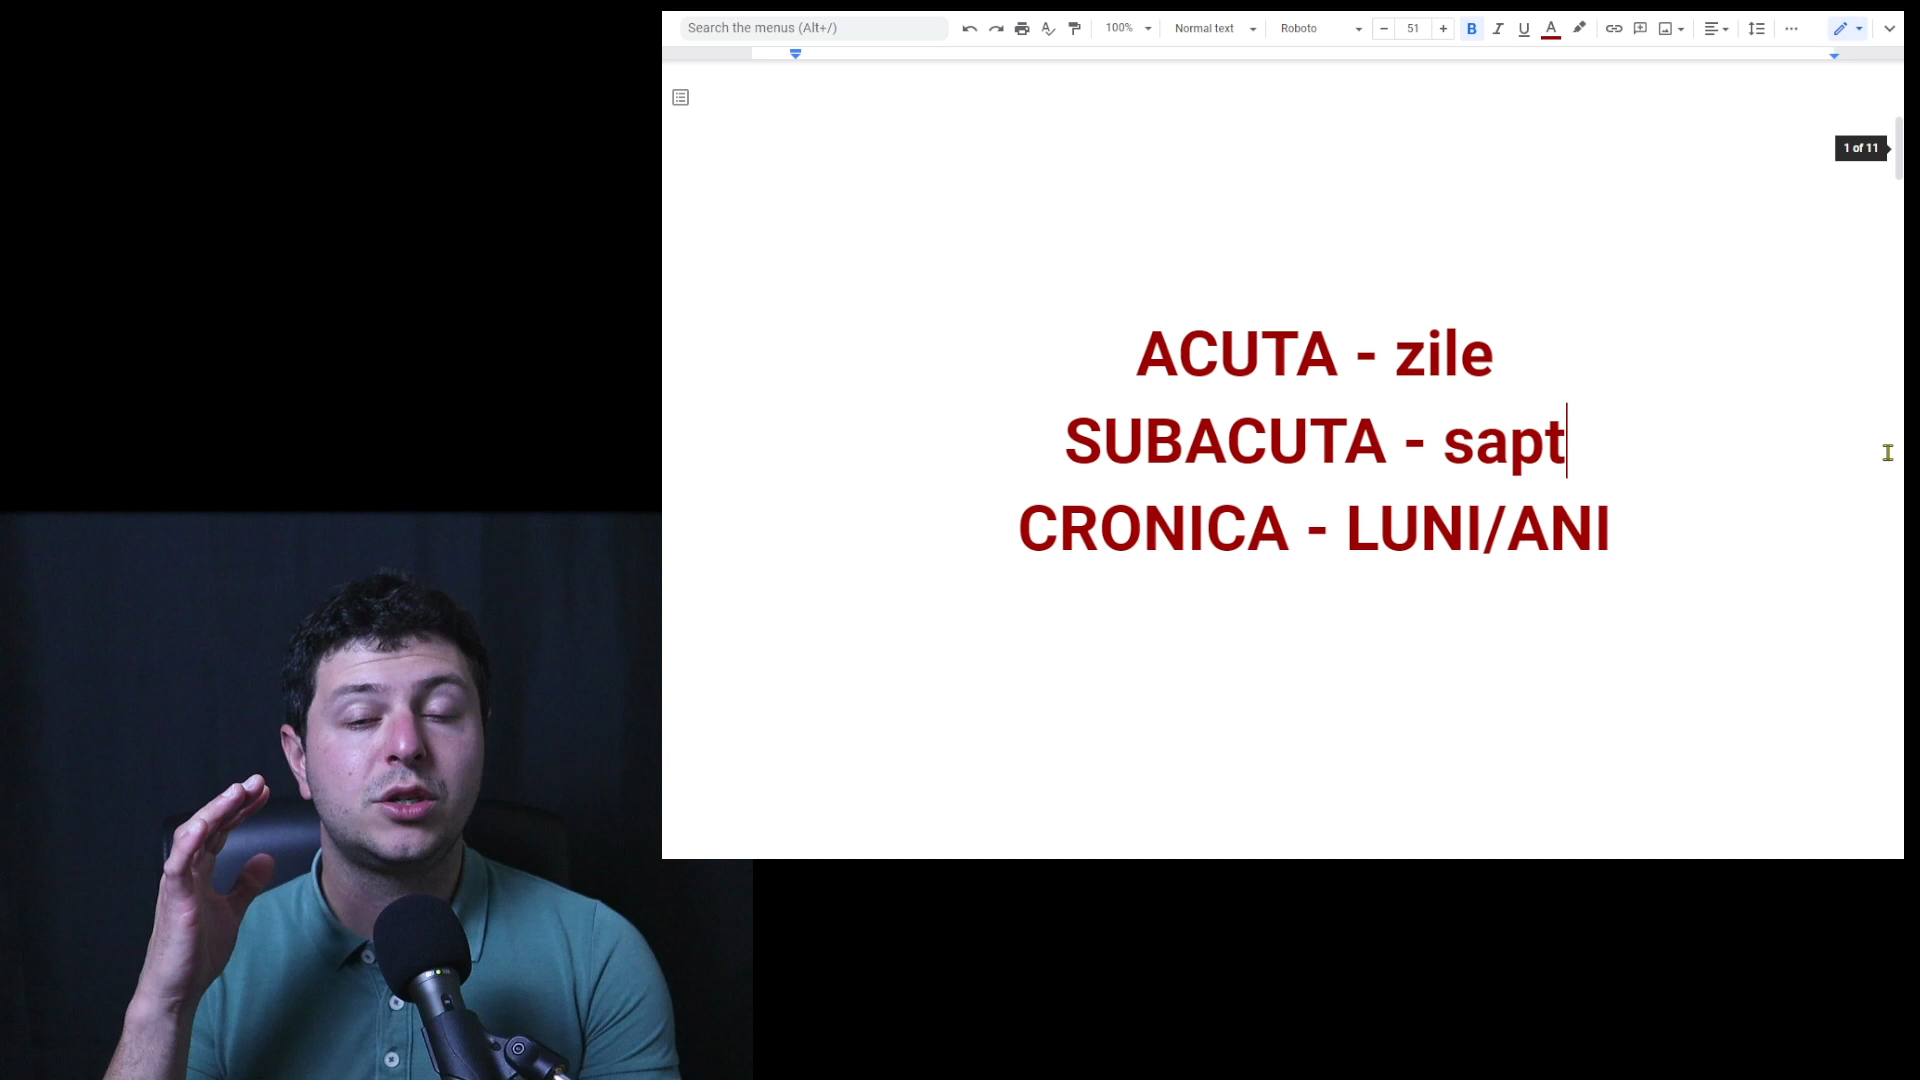 Search the menus (Alt+/)
100%
Normal text
Roboto
51
B
I
U
A
1 of 11
ACUTA - zile
SUBACUTA - sapt
CRONICA - LUNI/ANI